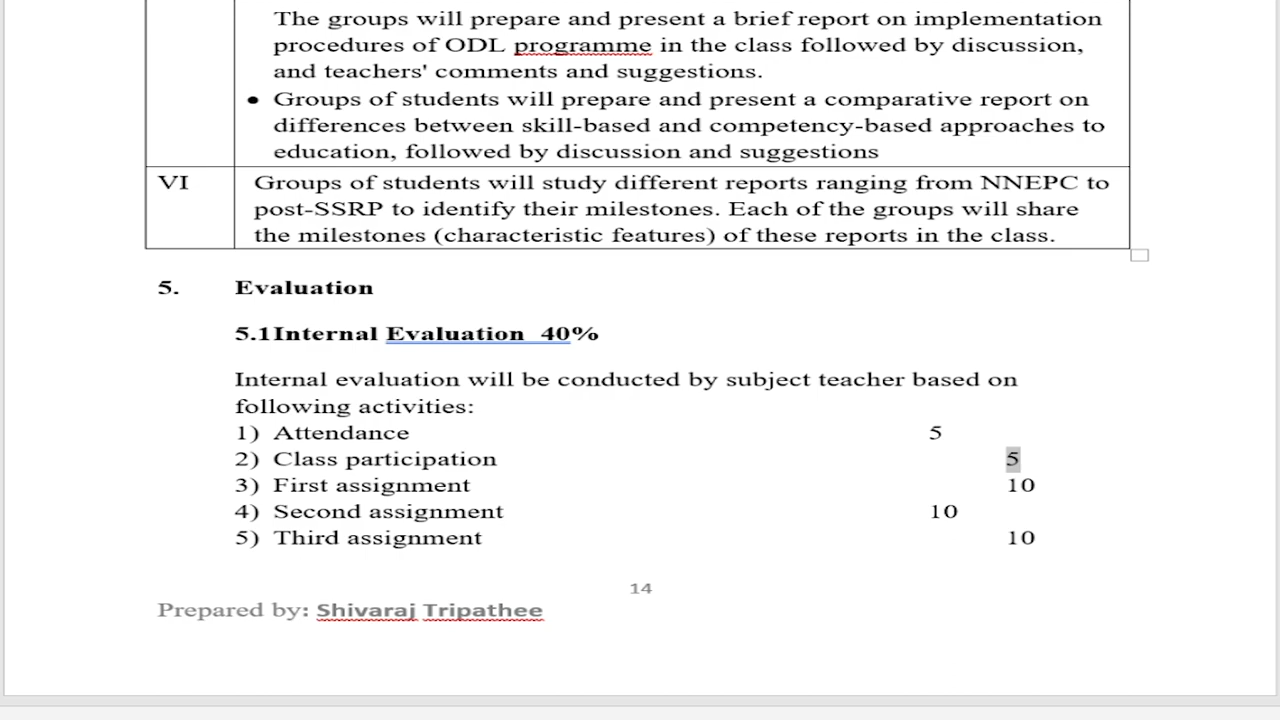 The groups will prepare and present a brief report on implementation
procedures of ODL programme in the class followed by discussion,
and teachers' comments and suggestions.
• Groups of students will prepare and present a comparative report on
differences between skill-based and competency-based approaches to
education, followed by discussion and suggestions
VI Groups of students will study different reports ranging from NNEPC to
post-SSRP to identify their milestones. Each of the groups will share
the milestones (characteristic features) of these reports in the class.
5. Evaluation
5.1Internal Evaluation 40%
Internal evaluation will be conducted by subject teacher based on
following activities:
1) Attendance 5
2) Class participation 5
3) First assignment 10
4) Second assignment 10
5) Third assignment 10
14
Prepared by: Shivaraj Tripathee